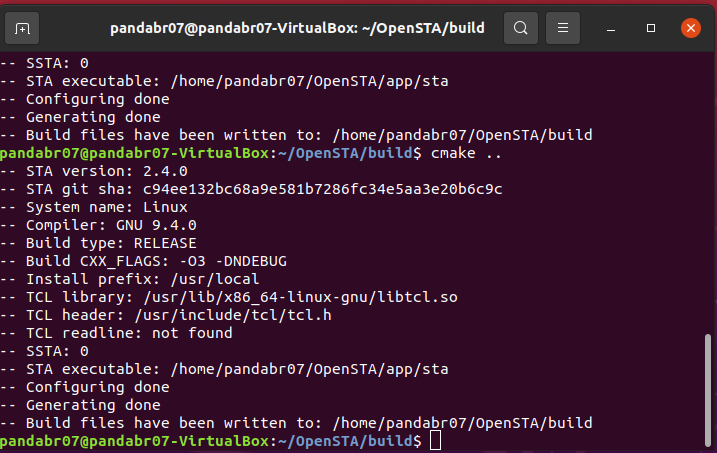 pandabr07@pandabr07-VirtualBox: ~/OpenSTA/build
-- SSTA: 0
-- STA executable: /home/pandabr07/OpenSTA/app/sta
-- Configuring done
-- Generating done
-- Build files have been written to: /home/pandabr07/OpenSTA/build
pandabr07@pandabr07-VirtualBox:~/OpenSTA/build$ cmake ..
-- STA version: 2.4.0
-- STA git sha: c94ee132bc68a9e581b7286fc34e5aa3e20b6c9c
-- System name: Linux
-- Compiler: GNU 9.4.0
-- Build type: RELEASE
-- Build CXX_FLAGS: -O3 -DNDEBUG
-- Install prefix: /usr/local
-- TCL library: /usr/lib/x86_64-linux-gnu/libtcl.so
-- TCL header: /usr/include/tcl/tcl.h
-- TCL readline: not found
-- SSTA: 0
-- STA executable: /home/pandabr07/OpenSTA/app/sta
-- Configuring done
-- Generating done
-- Build files have been written to: /home/pandabr07/OpenSTA/build
pandabr07@pandabr07-VirtualBox:~/OpenSTA/build$